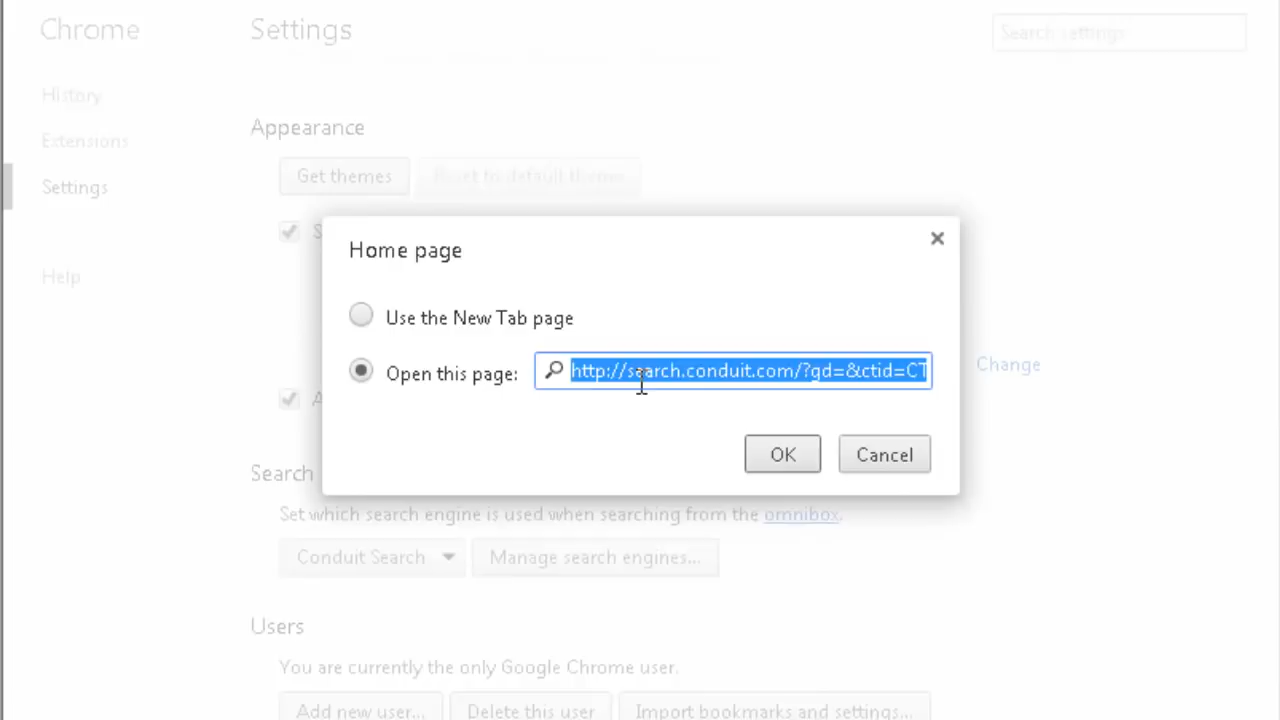 Chrome
Settings
Search settings
History
Extensions
Settings
Help
Appearance
Get themes
Reset to default theme
S
Home page
Use the New Tab page
Open this page:
http://search.conduit.com/?gd=&ctid=CT
Change
A
OK
Cancel
Search
Set which search engine is used when searching from the omnibox.
Conduit Search
Manage search engines...
Users
You are currently the only Google Chrome user.
Add new user...
Delete this user
Import bookmarks and settings...